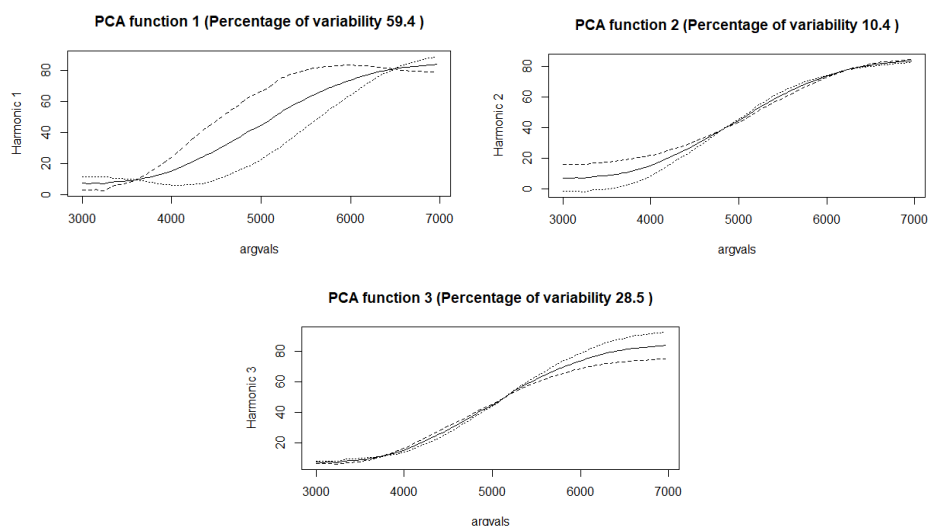 PCA function 1 (Percentage of variability 59.4 )
Harmonic 1
0 20 40 60 80
3000 4000 5000 6000 7000
argvals
PCA function 2 (Percentage of variability 10.4 )
Harmonic 2
0 20 40 60 80
3000 4000 5000 6000 7000
argvals
PCA function 3 (Percentage of variability 28.5 )
Harmonic 3
20 40 60 80
3000 4000 5000 6000 7000
argvals